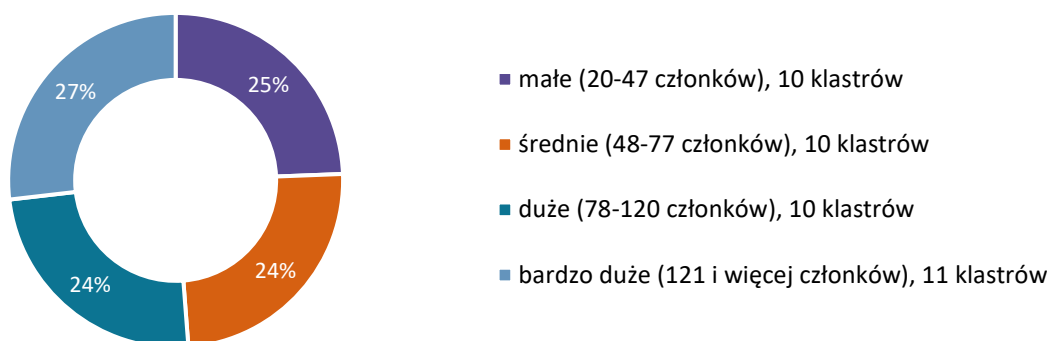 27%
25%
24%
24%
małe (20-47 członków), 10 klastrów
średnie (48-77 członków), 10 klastrów
duże (78-120 członków), 10 klastrów
bardzo duże (121 i więcej członków), 11 klastrów